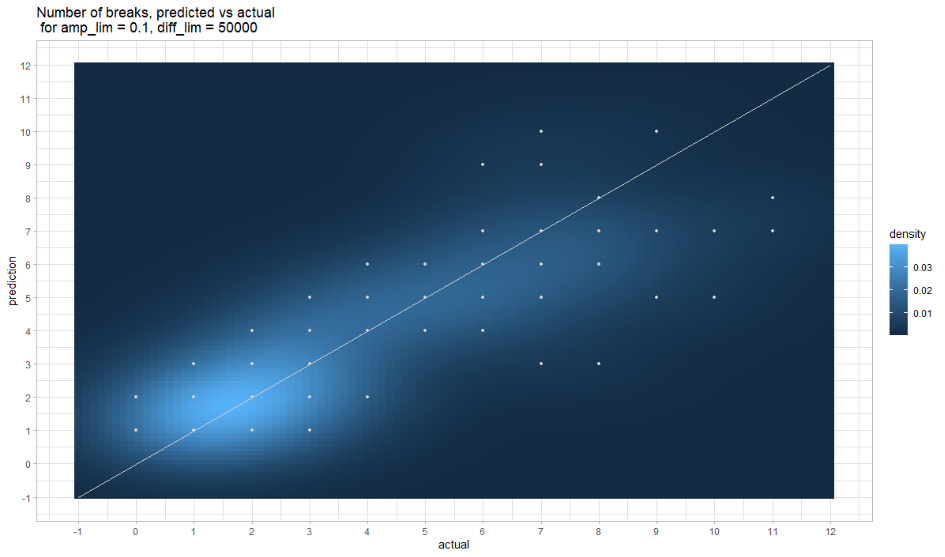 Number of breaks, predicted vs actual
for amp_lim = 0.1, diff_lim = 50000
12
11
10
9
8
7
6
5
4
3
2
1
0
-1
prediction
-1 0 1 2 3 4 5 6 7 8 9 10 11 12
actual
density
0.03
0.02
0.01